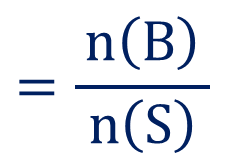 = n(B)
n(S)